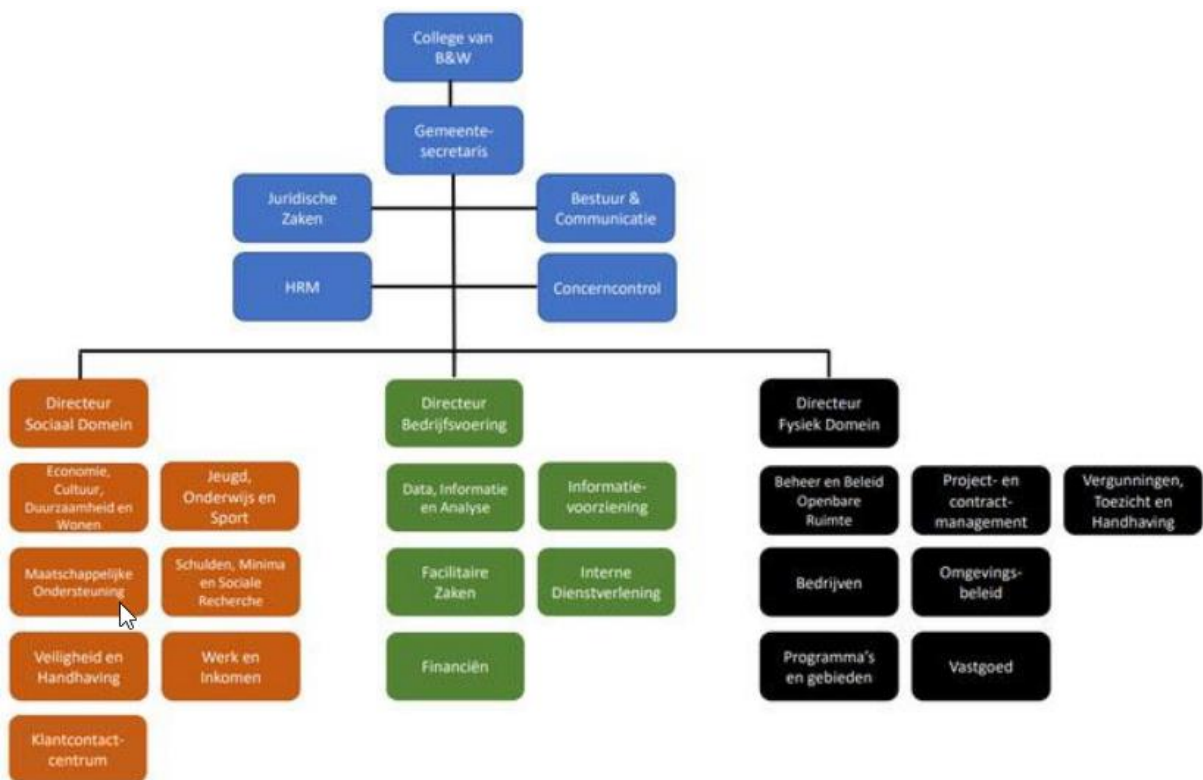 College van
B&W
Gemeente-
secretaris
Juridische
Zaken
Bestuur &
Communicatie
HRM
Concerncontrol
Directeur
Sociaal Domein
Directeur
Bedrijfsvoering
Directeur
Fysiek Domein
Economie,
Cultuur,
Duurzaamheid en
Wonen
Jeugd,
Onderwijs en
Sport
Data, Informatie
en Analyse
Informatie-
voorziening
Beheer en Beleid
Openbare
Ruimte
Project- en
contract-
management
Vergunningen,
Toezicht en
Handhaving
Maatschappelijke
Ondersteuning
Schulden, Minima
en Sociale
Recherche
Facilitaire
Zaken
Interne
Dienstverlening
Bedrijven
Omgevings-
beleid
Veiligheid en
Handhaving
Werk en
Inkomen
Financiën
Programma's
en gebieden
Vastgoed
Klantcontact-
centrum